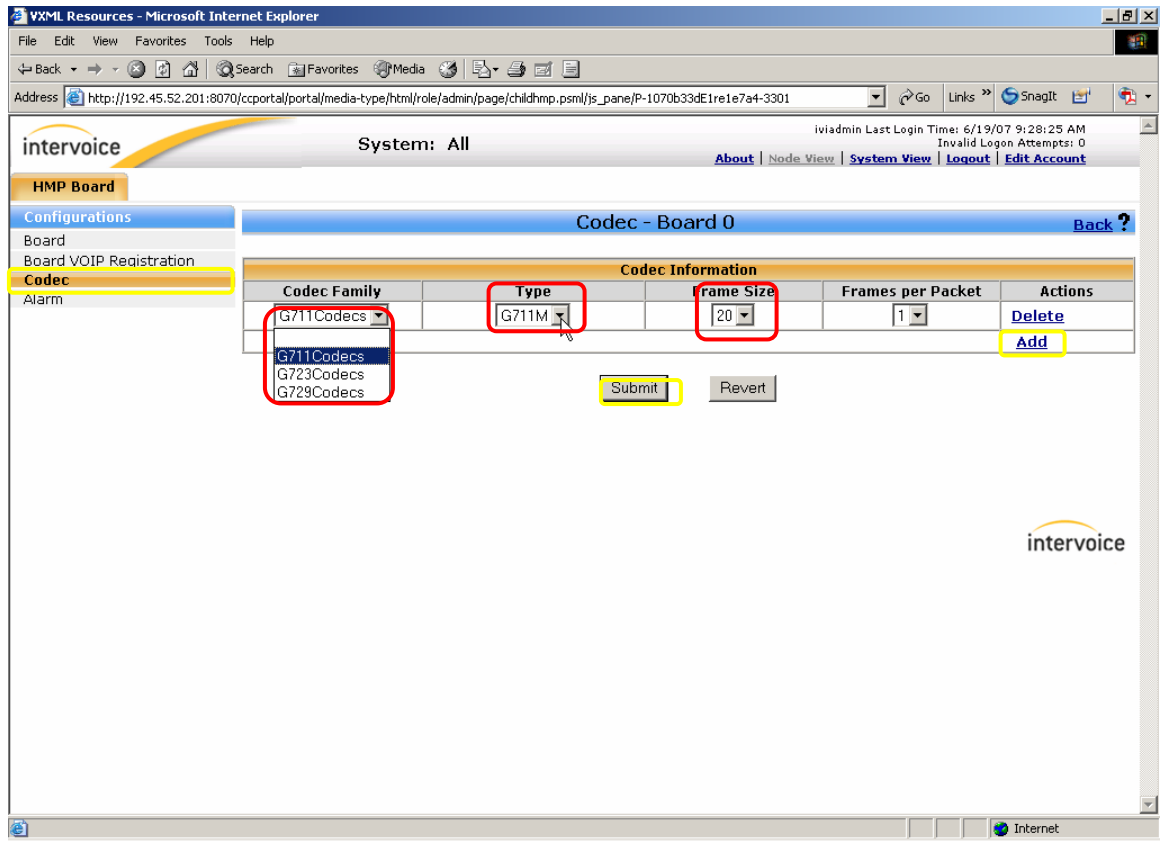 VXML Resources - Microsoft Internet Explorer
File Edit View Favorites Tools Help
Back Search Favorites Media
Address http://192.45.52.201:8070/ccportal/portal/media-type/html/role/admin/page/childhmp.psml/js_pane/P-1070b33dE1re1e7a4-3301 Go Links » SnagIt
intervoice
System: All
iviadmin Last Login Time: 6/19/07 9:28:25 AM
Invalid Logon Attempts: 0
About | Node View | System View | Logout | Edit Account
HMP Board
Configurations
Board
Board VOIP Registration
Codec
Alarm
Codec - Board 0
Back ?
Codec Information
Codec Family Type Frame Size Frames per Packet Actions
G711Codecs G711M 20 1 Delete
Add
G711Codecs
G723Codecs
G729Codecs
Submit Revert
intervoice
Internet